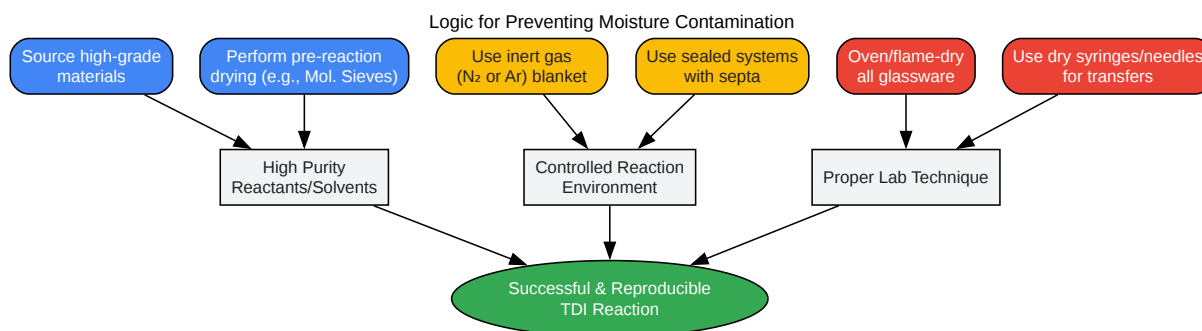 Logic for Preventing Moisture Contamination
Source high-grade
materials
Perform pre-reaction
drying (e.g., Mol. Sieves)
Use inert gas
(N₂ or Ar) blanket
Use sealed systems
with septa
Oven/flame-dry
all glassware
Use dry syringes/needles
for transfers
High Purity
Reactants/Solvents
Controlled Reaction
Environment
Proper Lab Technique
Successful & Reproducible
TDI Reaction